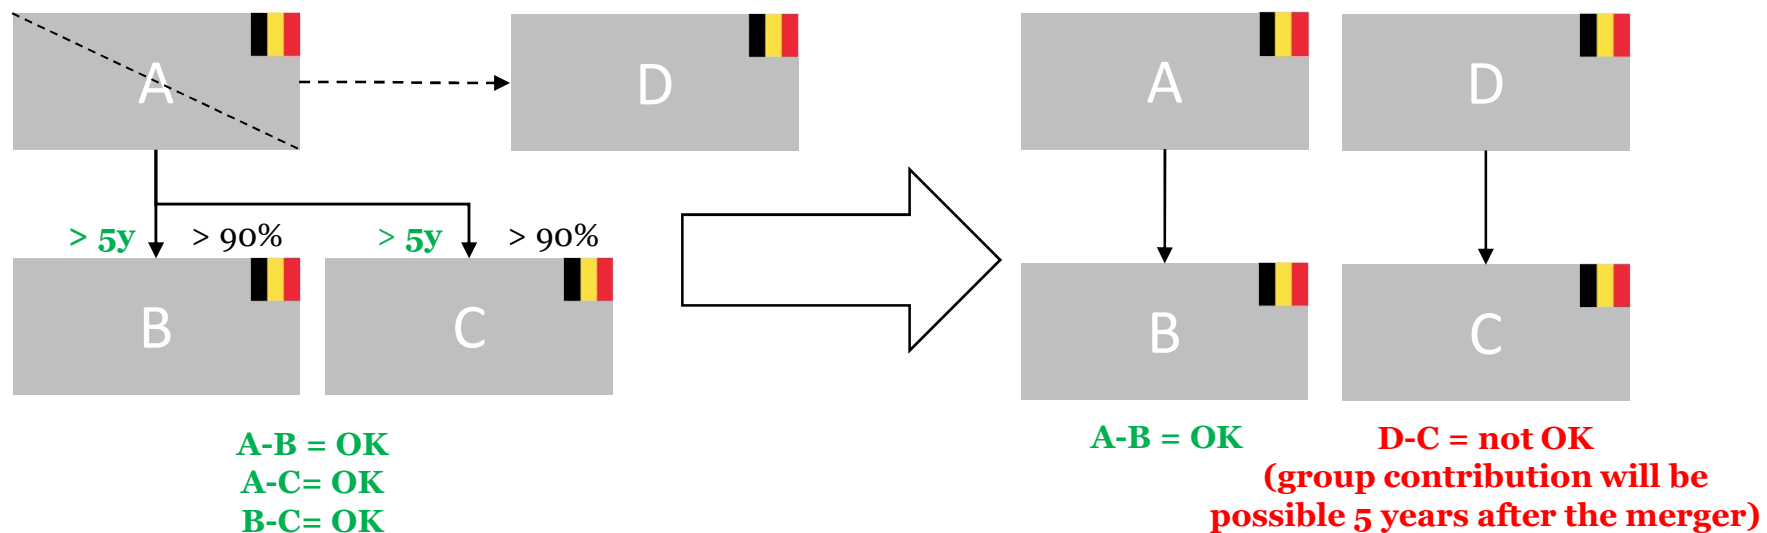 A
D
> 5y
> 90%
> 5y
> 90%
B
C
A-B = OK
A-C= OK
B-C= OK
A
D
B
C
A-B = OK
D-C = not OK
(group contribution will be
possible 5 years after the merger)